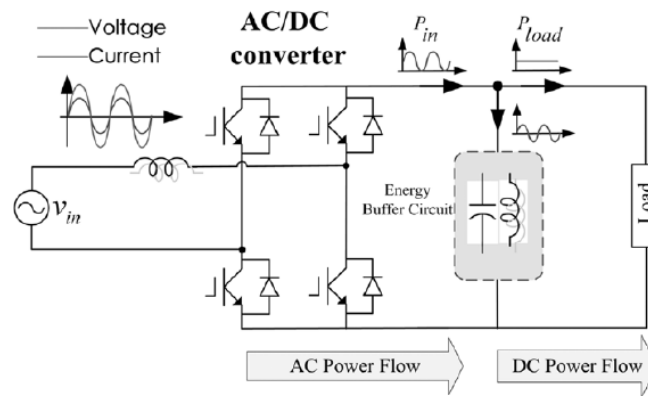 Voltage
Current
AC/DC
converter
P_in
P_load
v_in
Energy
Buffer Circuit
Load
AC Power Flow
DC Power Flow